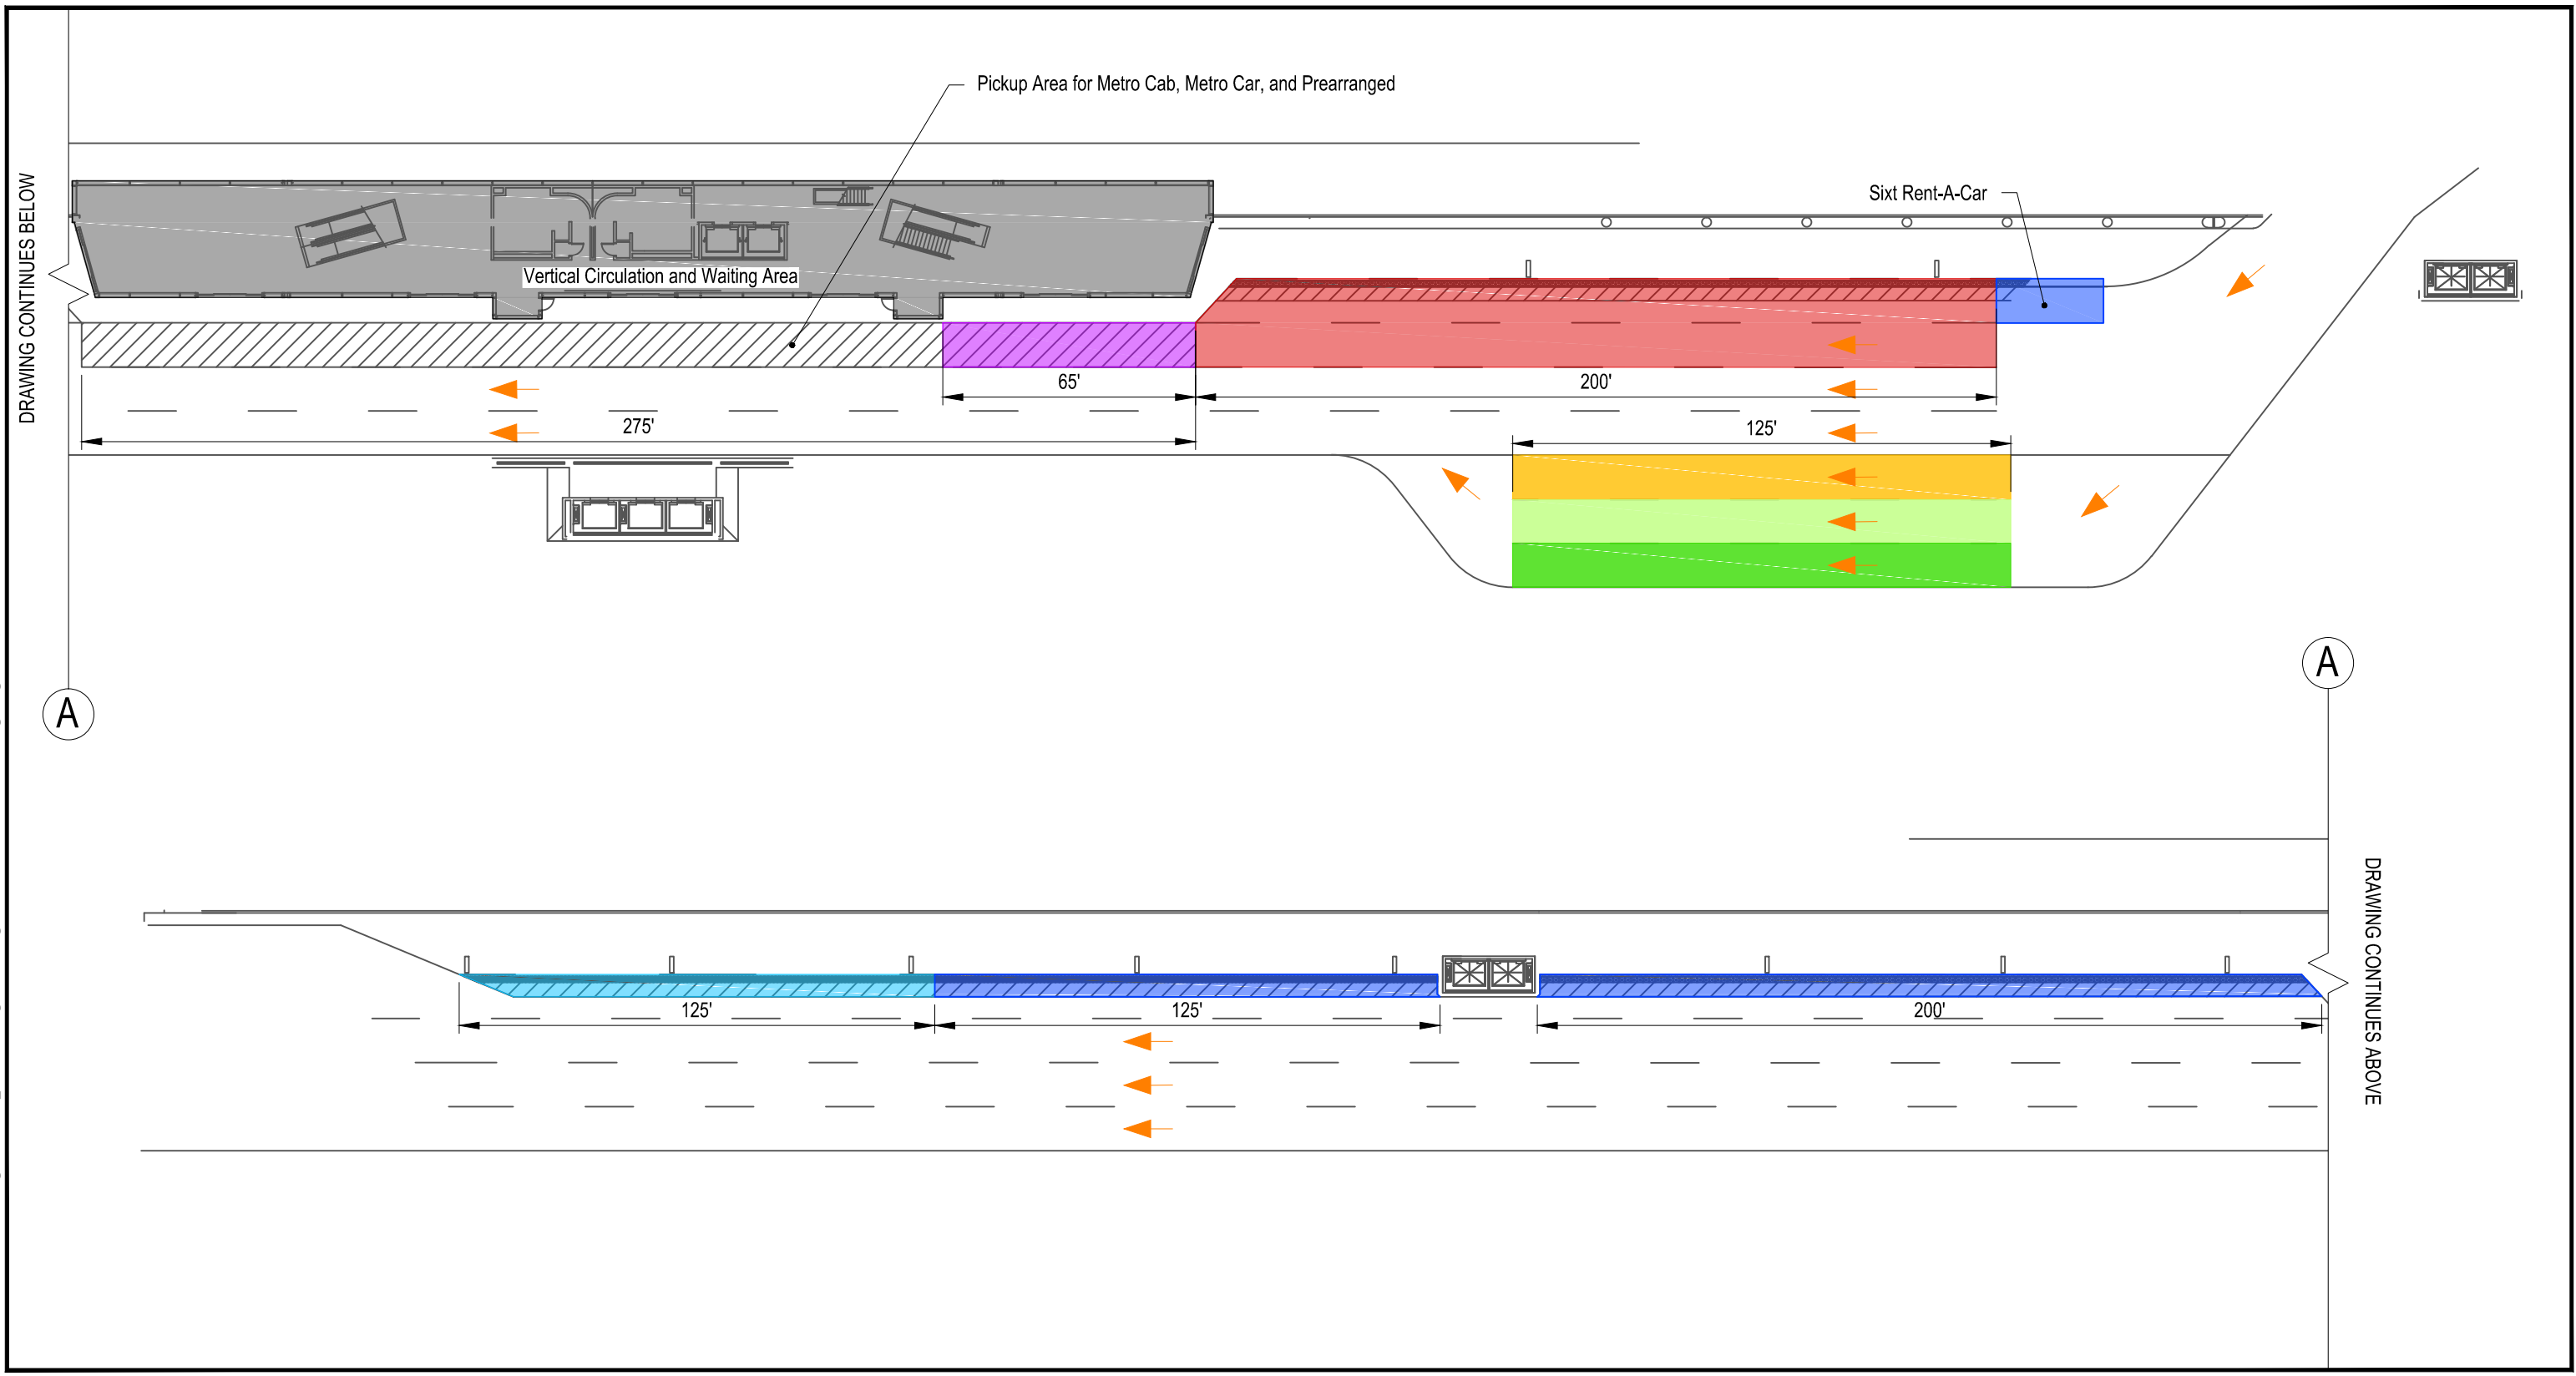 Pickup Area for Metro Cab, Metro Car, and Prearranged
DRAWING CONTINUES BELOW
Sixt Rent-A-Car
Vertical Circulation and Waiting Area
65'
200'
275'
125'
A
A
DRAWING CONTINUES ABOVE
125'
125'
200'